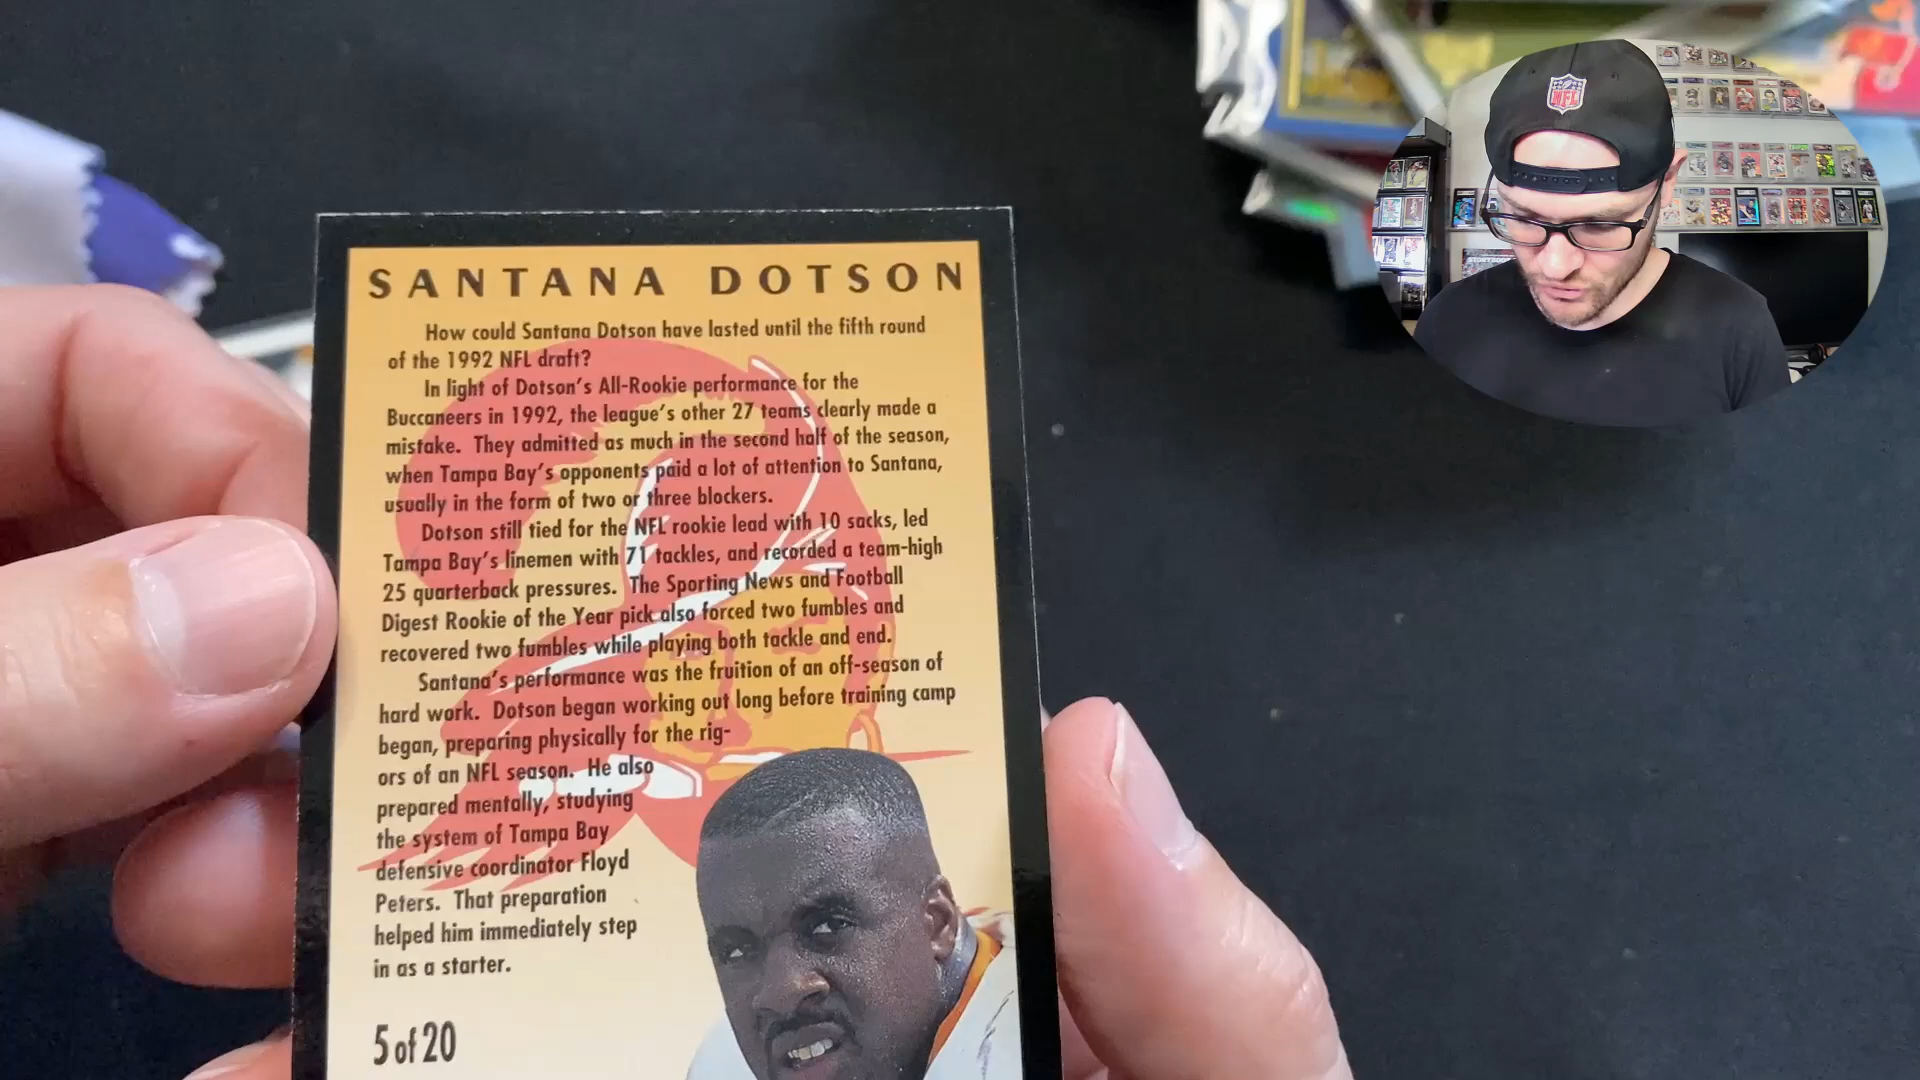 NFL
SANTANA DOTSON
How could Santana Dotson have lasted until the fifth round
of the 1992 NFL draft?
In light of Dotson's All-Rookie performance for the
Buccaneers in 1992, the league's other 27 teams clearly made a
mistake. They admitted as much in the second half of the season,
when Tampa Bay's opponents paid a lot of attention to Santana,
usually in the form of two or three blockers.
Dotson still tied for the NFL rookie lead with 10 sacks, led
Tampa Bay's linemen with 71 tackles, and recorded a team-high
25 quarterback pressures. The Sporting News and Football
Digest Rookie of the Year pick also forced two fumbles and
recovered two fumbles while playing both tackle and end.
Santana's performance was the fruition of an off-season of
hard work. Dotson began working out long before training camp
began, preparing physically for the rig-
ors of an NFL season. He also
prepared mentally, studying
the system of Tampa Bay
defensive coordinator Floyd
Peters. That preparation
helped him immediately step
in as a starter.
5 of 20